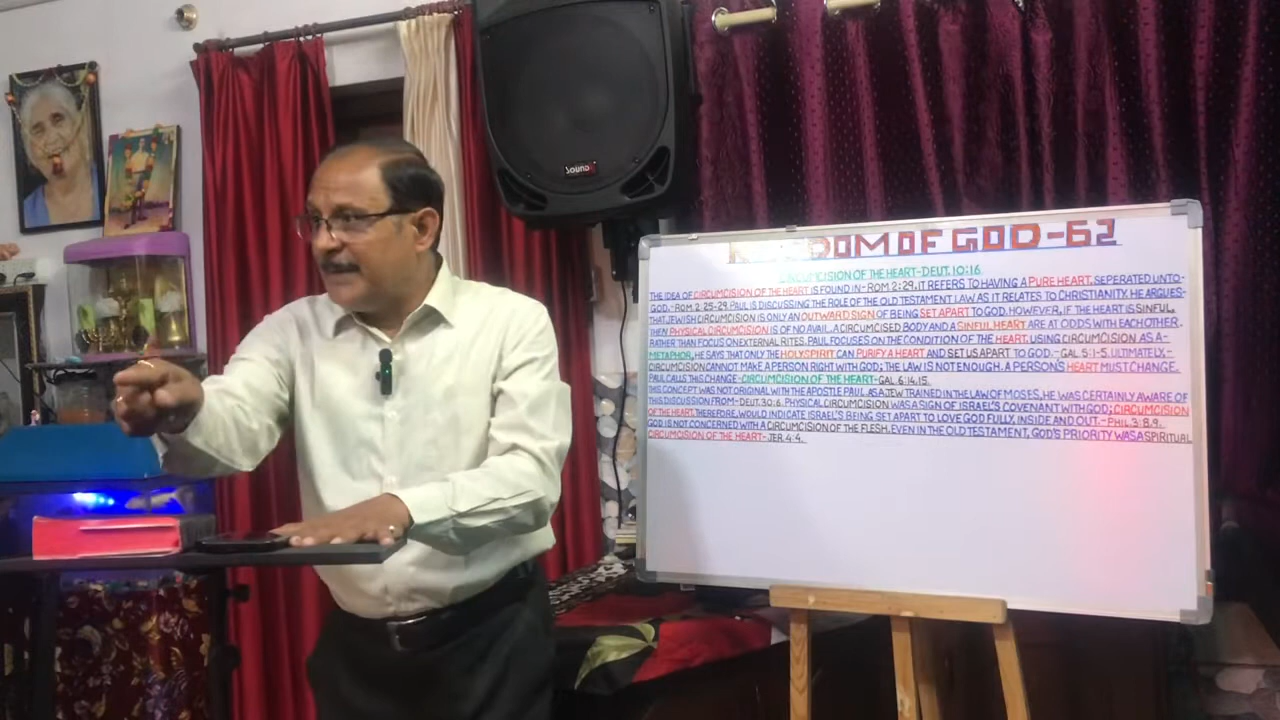 Sound
DOM OF GOD-62
CIRCUMCISION OF THE HEART-DEUT. 10:16
THE IDEA OF CIRCUMCISION OF THE HEART IS FOUND IN-ROM. 2:29. IT REFERS TO HAVING A PURE HEART, SEPERATED UNTO-
GOD.-ROM. 2:25-29. PAUL IS DISCUSSING THE ROLE OF THE OLD TESTAMENT LAW AS IT RELATES TO CHRISTIANITY. HE ARGUES-
THAT JEWISH CIRCUMCISION IS ONLY AN OUTWARD SIGN OF BEING SET APART TO GOD. HOWEVER, IF THE HEART IS SINFUL,
THEN PHYSICAL CIRCUMCISION IS OF NO AVAIL. A CIRCUMCISED BODY AND A SINFUL HEART ARE AT ODDS WITH EACH OTHER.
RATHER THAN FOCUS ON EXTERNAL RITES, PAUL FOCUSES ON THE CONDITION OF THE HEART. USING CIRCUMCISION AS A-
METAPHOR, HE SAYS THAT ONLY THE HOLY SPIRIT CAN PURIFY A HEART AND SET US APART TO GOD.-GAL. 5:1-5. ULTIMATELY,-
CIRCUMCISION CANNOT MAKE A PERSON RIGHT WITH GOD; THE LAW IS NOT ENOUGH. A PERSON'S HEART MUST CHANGE.
PAUL CALLS THIS CHANGE-CIRCUMCISION OF THE HEART-GAL. 6:14,15.
THIS CONCEPT WAS NOT ORIGINAL WITH THE APOSTLE PAUL. AS A JEW TRAINED IN THE LAW OF MOSES, HE WAS CERTAINLY AWARE OF
THIS DISCUSSION FROM-DEUT. 30:6. PHYSICAL CIRCUMCISION WAS A SIGN OF ISRAEL'S COVENANT WITH GOD; CIRCUMCISION
OF THE HEART, THEREFORE, WOULD INDICATE ISRAEL'S BEING SET APART TO LOVE GOD FULLY, INSIDE AND OUT.-PHIL. 3:8,9.
GOD IS NOT CONCERNED WITH A CIRCUMCISION OF THE FLESH. EVEN IN THE OLD TESTAMENT, GOD'S PRIORITY WAS A SPIRITUAL
CIRCUMCISION OF THE HEART-JER. 4:4.